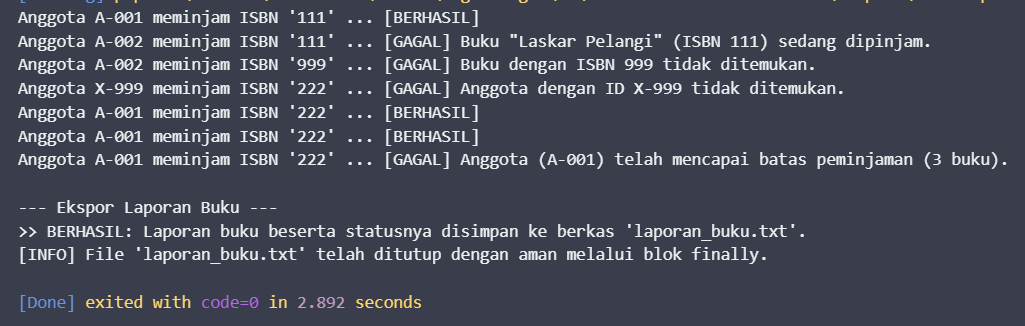 Anggota A-001 meminjam ISBN '111' ... [BERHASIL]
Anggota A-002 meminjam ISBN '111' ... [GAGAL] Buku "Laskar Pelangi" (ISBN 111) sedang dipinjam.
Anggota A-002 meminjam ISBN '999' ... [GAGAL] Buku dengan ISBN 999 tidak ditemukan.
Anggota X-999 meminjam ISBN '222' ... [GAGAL] Anggota dengan ID X-999 tidak ditemukan.
Anggota A-001 meminjam ISBN '222' ... [BERHASIL]
Anggota A-001 meminjam ISBN '222' ... [BERHASIL]
Anggota A-001 meminjam ISBN '222' ... [GAGAL] Anggota (A-001) telah mencapai batas peminjaman (3 buku).
--- Ekspor Laporan Buku ---
>> BERHASIL: Laporan buku beserta statusnya disimpan ke berkas 'laporan_buku.txt'.
[INFO] File 'laporan_buku.txt' telah ditutup dengan aman melalui blok finally.
[Done] exited with code=0 in 2.892 seconds